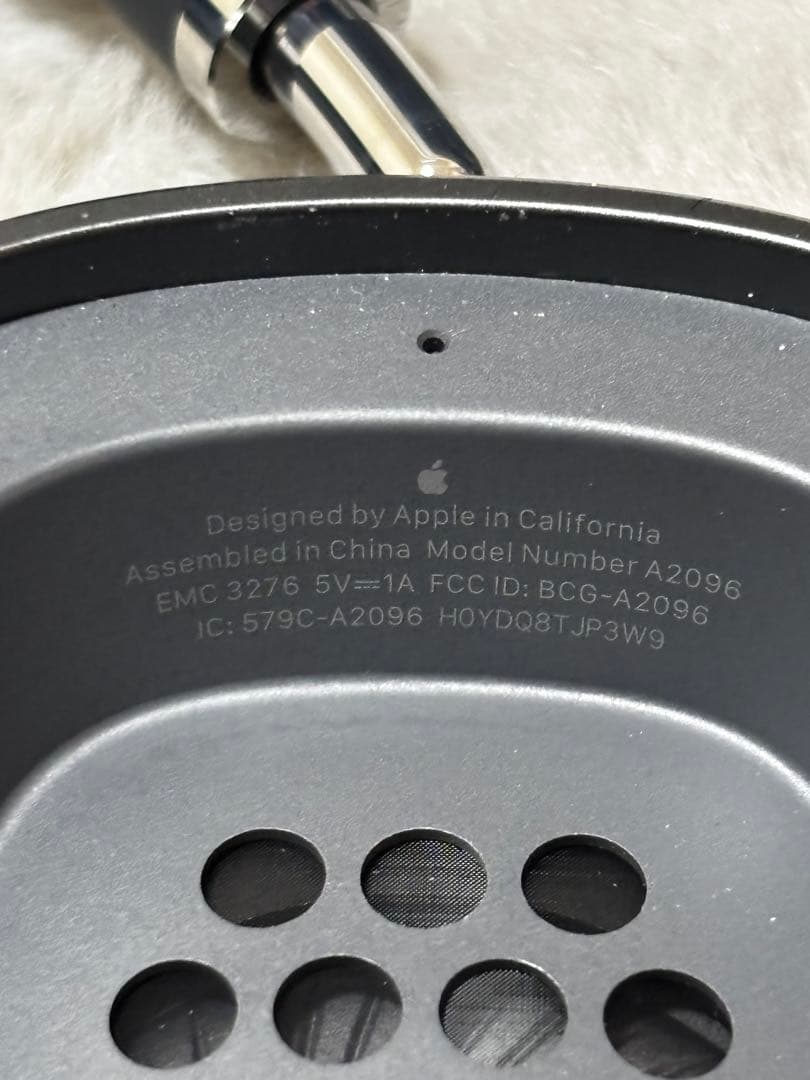 Designed by Apple in California
Assembled in China Model Number A2096
EMC 3276 5V⎓1A FCC ID: BCG-A2096
IC: 579C-A2096 H0YDQ8TJP3W9